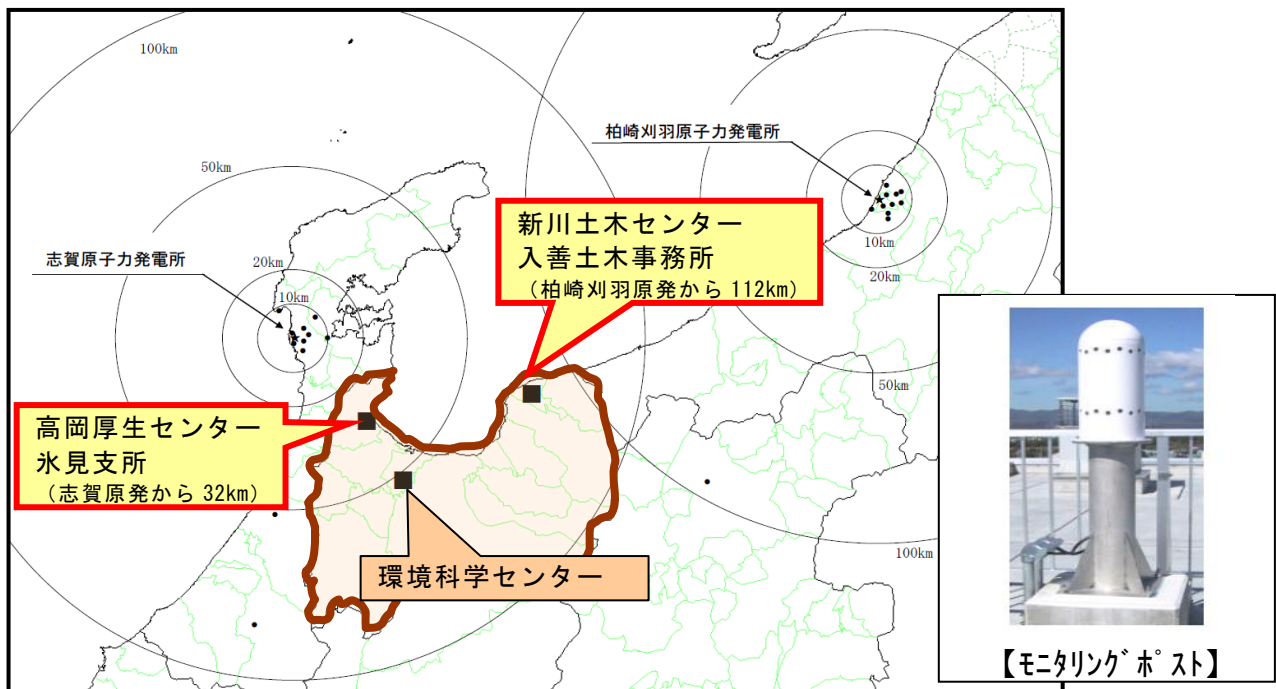 100km
柏崎刈羽原子力発電所
50km
新川土木センター
入善土木事務所
（柏崎刈羽原発から 112km）
10km
20km
志賀原子力発電所
20km
10km
50km
高岡厚生センター
氷見支所
（志賀原発から 32km）
100km
環境科学センター
【ﾓﾆﾀﾘﾝｸﾞﾎﾟｽﾄ】